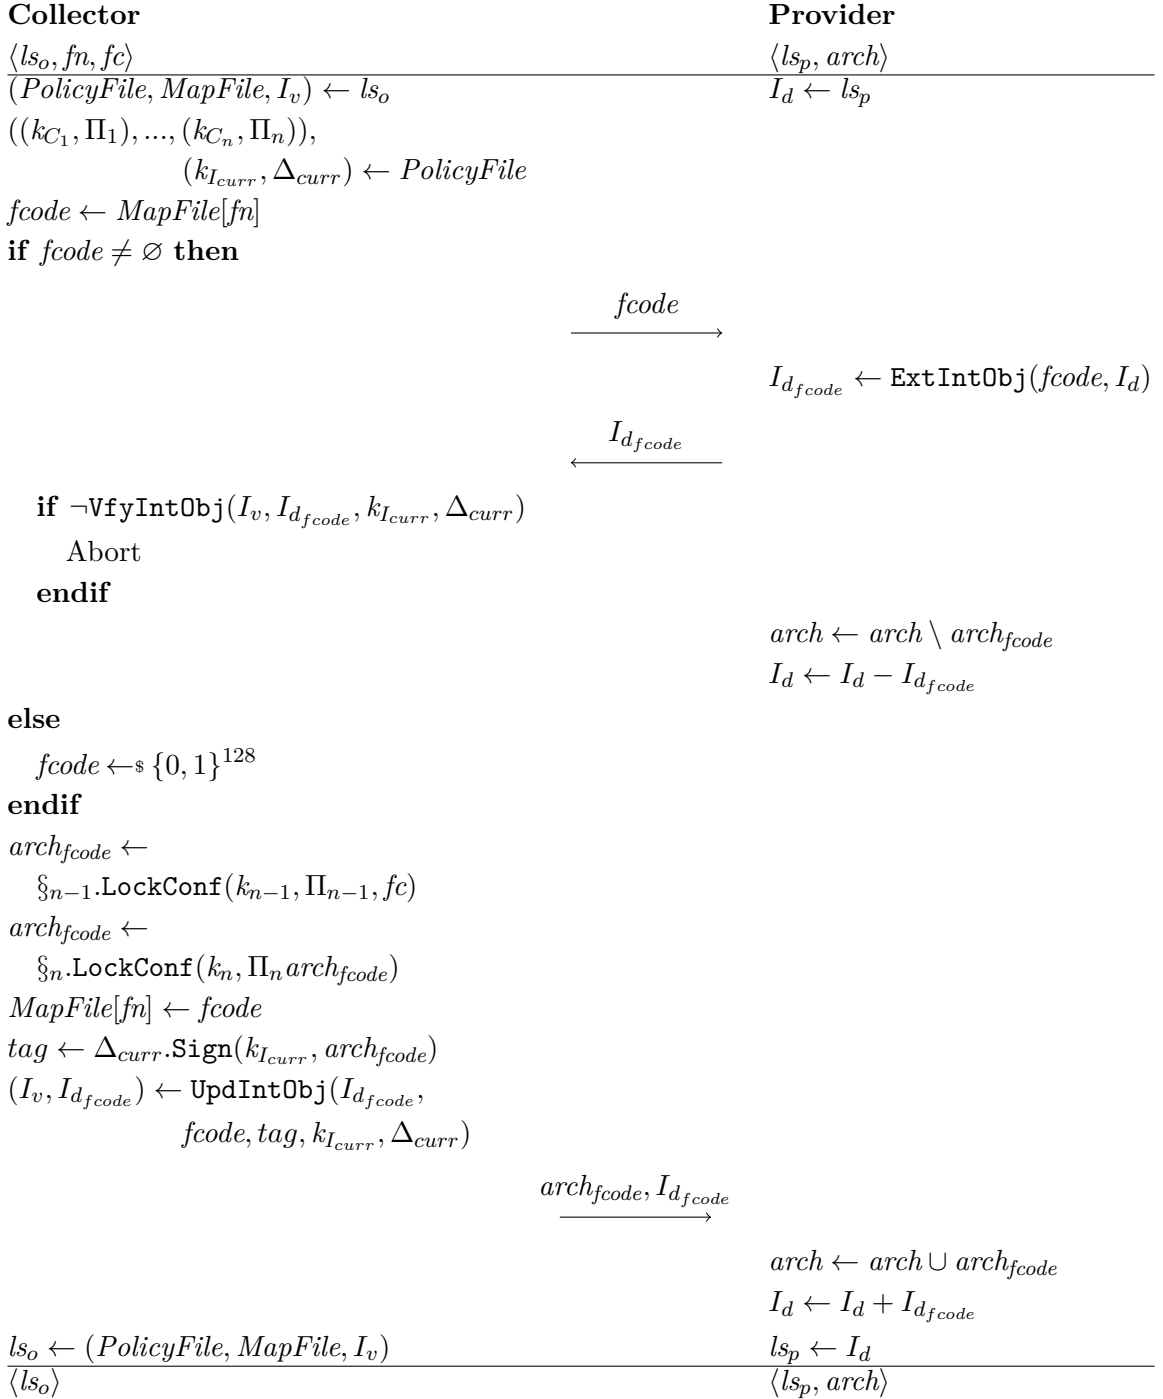 Collector Provider
⟨ls_o, fn, fc⟩ ⟨ls_p, arch⟩
(PolicyFile, MapFile, I_v) ← ls_o I_d ← ls_p
((k_{C_1}, Π_1), ..., (k_{C_n}, Π_n)),
(k_{I_{curr}}, Δ_{curr}) ← PolicyFile
fcode ← MapFile[fn]
if fcode ≠ ∅ then
fcode
→
I_{d_{fcode}} ← ExtIntObj(fcode, I_d)
I_{d_{fcode}}
←
if ¬VfyIntObj(I_v, I_{d_{fcode}}, k_{I_{curr}}, Δ_{curr})
Abort
endif
arch ← arch \ arch_{fcode}
I_d ← I_d − I_{d_{fcode}}
else
fcode ←$ {0, 1}^{128}
endif
arch_{fcode} ←
§_{n−1}.LockConf(k_{n−1}, Π_{n−1}, fc)
arch_{fcode} ←
§_n.LockConf(k_n, Π_n arch_{fcode})
MapFile[fn] ← fcode
tag ← Δ_{curr}.Sign(k_{I_{curr}}, arch_{fcode})
(I_v, I_{d_{fcode}}) ← UpdIntObj(I_{d_{fcode}},
fcode, tag, k_{I_{curr}}, Δ_{curr})
arch_{fcode}, I_{d_{fcode}}
→
arch ← arch ∪ arch_{fcode}
I_d ← I_d + I_{d_{fcode}}
ls_o ← (PolicyFile, MapFile, I_v) ls_p ← I_d
⟨ls_o⟩ ⟨ls_p, arch⟩